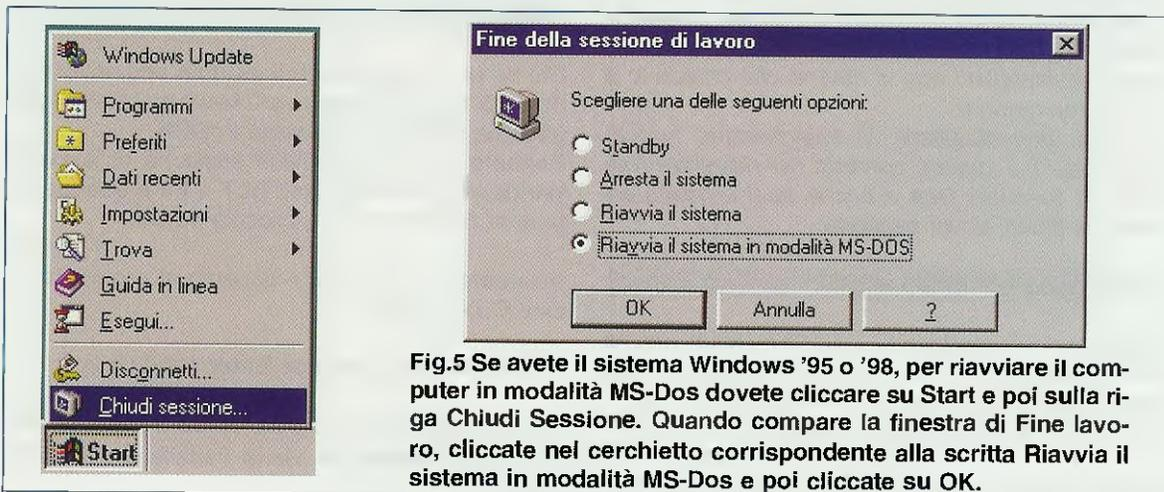 Windows Update
Programmi
Preferiti
Dati recenti
Impostazioni
Trova
Guida in linea
Esegui...
Disconnetti...
Chiudi sessione...
Start
Fine della sessione di lavoro
Scegliere una delle seguenti opzioni:
Standby
Arresta il sistema
Riavvia il sistema
Riavvia il sistema in modalità MS-DOS
OK
Annulla
?
Fig.5 Se avete il sistema Windows '95 o '98, per riavviare il com-
puter in modalità MS-Dos dovete cliccare su Start e poi sulla ri-
ga Chiudi Sessione. Quando compare la finestra di Fine lavo-
ro, cliccate nel cerchietto corrispondente alla scritta Riavvia il
sistema in modalità MS-Dos e poi cliccate su OK.